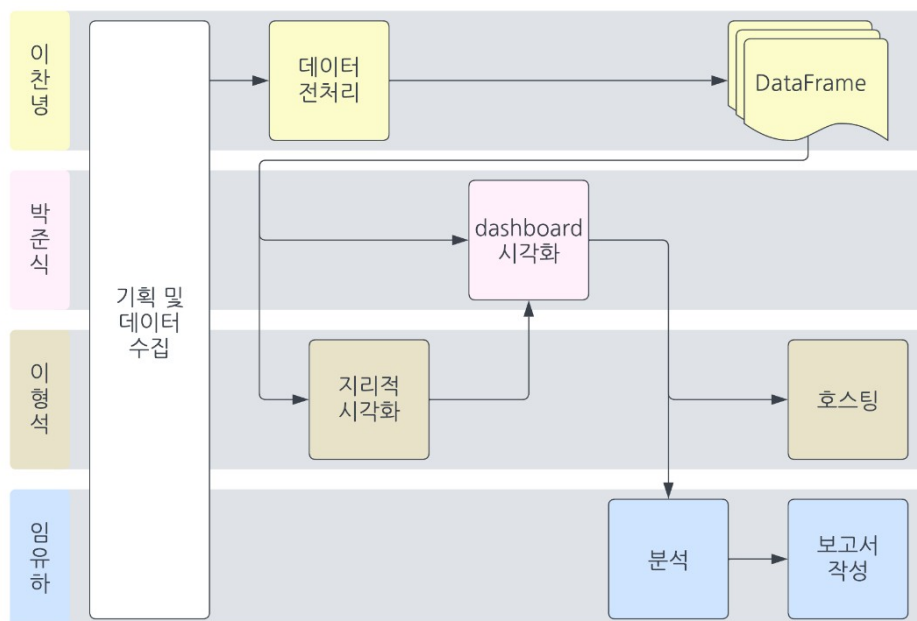 이
찬
녕
데이터
전처리
DataFrame
박
준
식
dashboard
시각화
기획 및
데이터
수집
이
형
석
지리적
시각화
호스팅
임
유
하
분석
보고서
작성